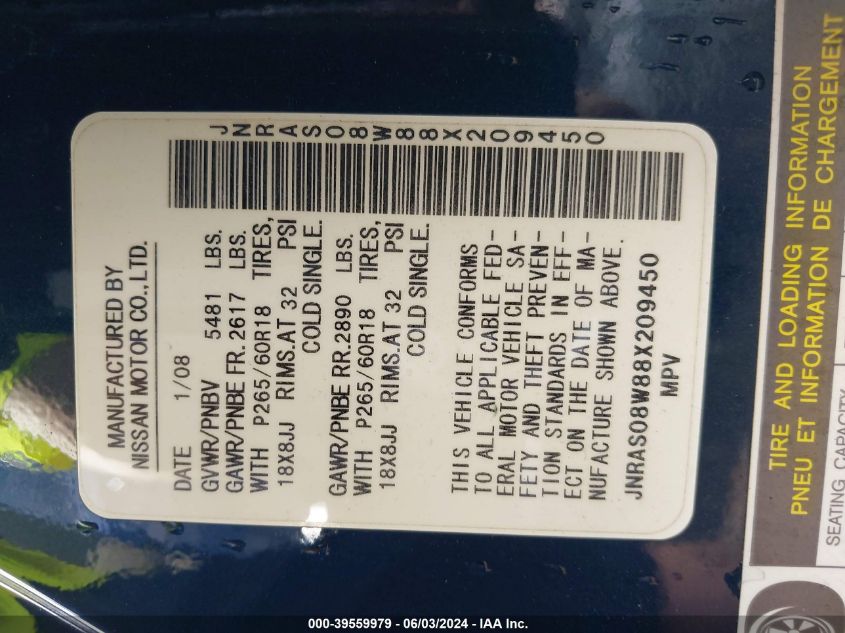 MANUFACTURED BY
NISSAN MOTOR CO., LTD.
DATE 1/08
GVWR/PNBV 5481 LBS.
GAWR/PNBE FR. 2617 LBS.
WITH P265/60R18 TIRES,
18X8JJ RIMS.AT 32 PSI
COLD SINGLE.
GAWR/PNBE RR. 2890 LBS.
WITH P265/60R18 TIRES,
18X8JJ RIMS.AT 32 PSI
COLD SINGLE.
THIS VEHICLE CONFORMS
TO ALL APPLICABLE FED-
ERAL MOTOR VEHICLE SA-
FETY AND THEFT PREVEN-
TION STANDARDS IN EFF-
ECT ON THE DATE OF MA-
NUFACTURE SHOWN ABOVE.
JNRAS08W88X209450
MPV
JNRAS08W88X209450
TIRE AND LOADING INFORMATION
PNEU ET INFORMATION DE CHARGEMENT
SEATING CAPACITY
000-39559979 - 06/03/2024 - IAA Inc.